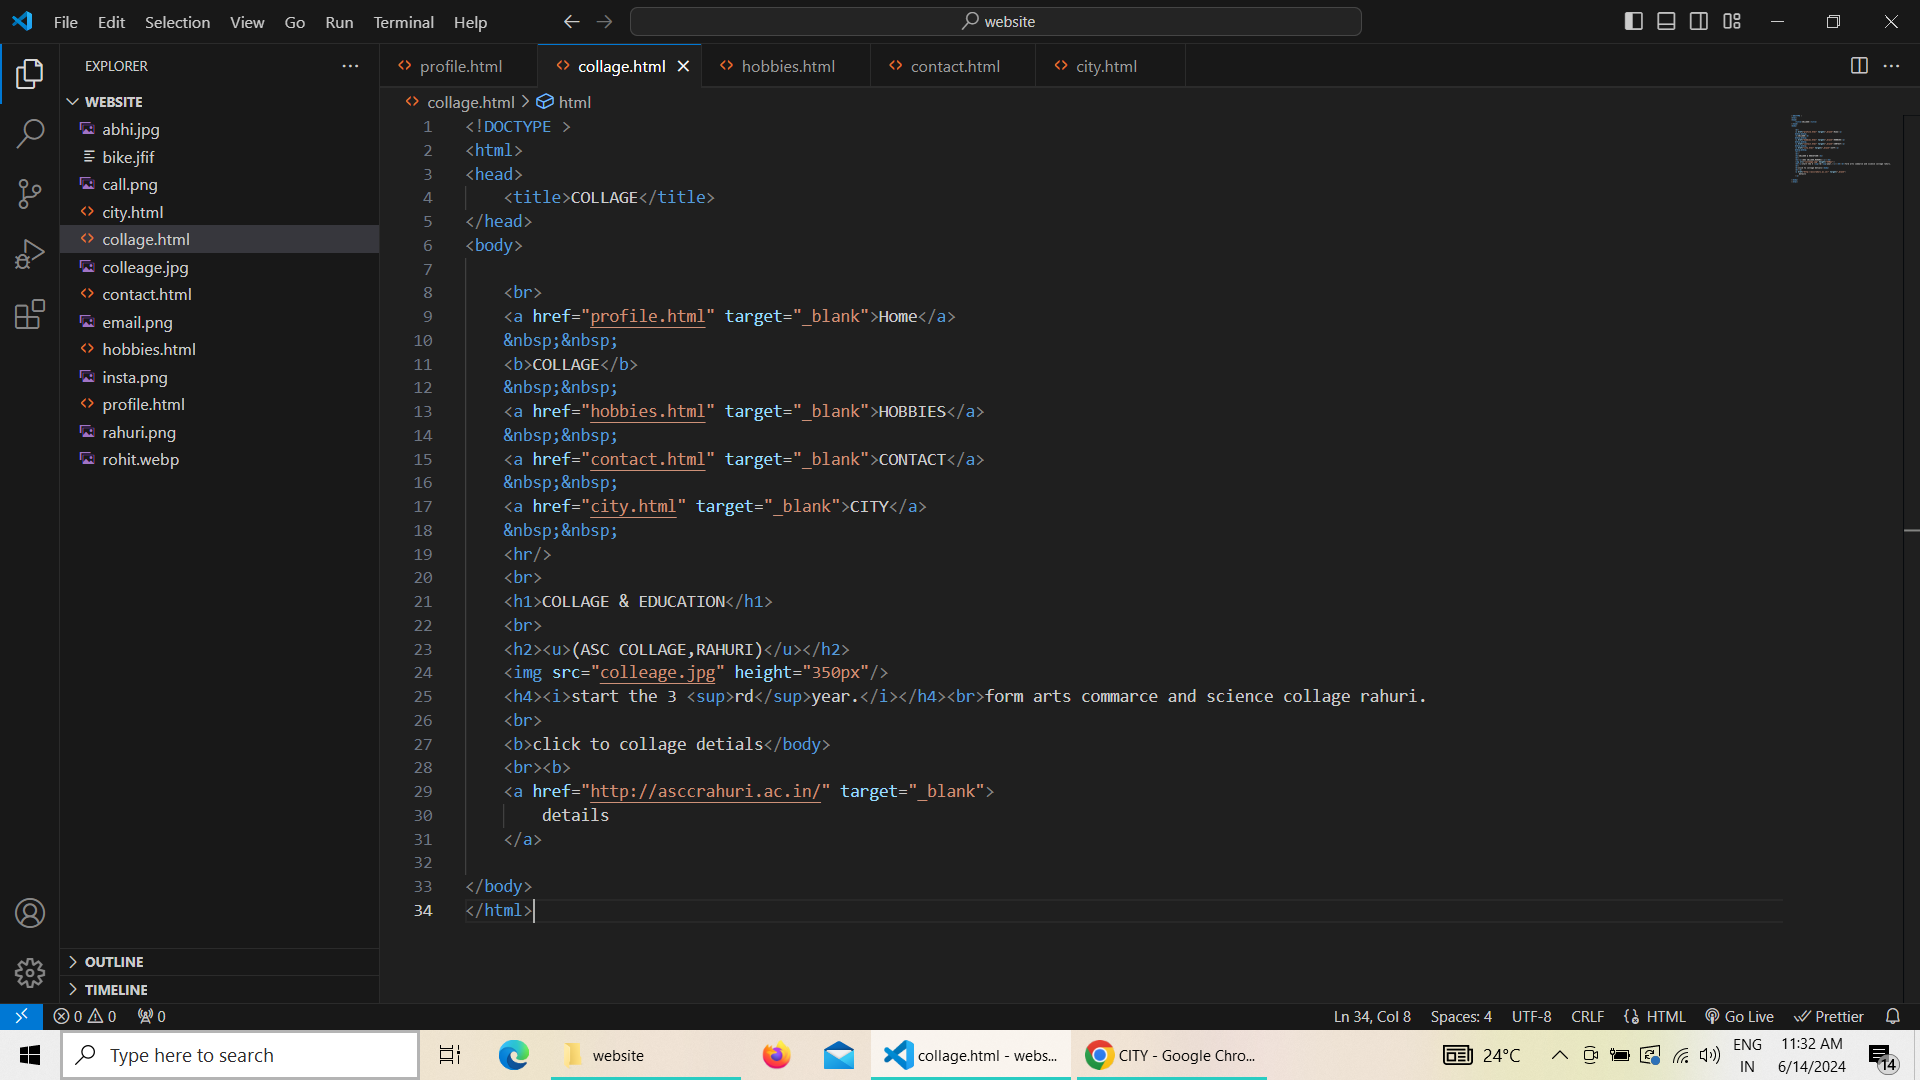 File Edit Selection View Go Run Terminal Help
website
EXPLORER
WEBSITE
abhi.jpg
bike.jfif
call.png
city.html
collage.html
colleage.jpg
contact.html
email.png
hobbies.html
insta.png
profile.html
rahuri.png
rohit.webp
OUTLINE
TIMELINE
profile.html collage.html hobbies.html contact.html city.html
collage.html > html
1 <!DOCTYPE >
2 <html>
3 <head>
4 <title>COLLAGE</title>
5 </head>
6 <body>
7
8 <br>
9 <a href="profile.html" target="_blank">Home</a>
10 &nbsp;&nbsp;
11 <b>COLLAGE</b>
12 &nbsp;&nbsp;
13 <a href="hobbies.html" target="_blank">HOBBIES</a>
14 &nbsp;&nbsp;
15 <a href="contact.html" target="_blank">CONTACT</a>
16 &nbsp;&nbsp;
17 <a href="city.html" target="_blank">CITY</a>
18 &nbsp;&nbsp;
19 <hr/>
20 <br>
21 <h1>COLLAGE & EDUCATION</h1>
22 <br>
23 <h2><u>(ASC COLLAGE,RAHURI)</u></h2>
24 <img src="colleage.jpg" height="350px"/>
25 <h4><i>start the 3 <sup>rd</sup>year.</i></h4><br>form arts commarce and science collage rahuri.
26 <br>
27 <b>click to collage detials</body>
28 <br><b>
29 <a href="http://asccrahuri.ac.in/" target="_blank">
30 details
31 </a>
32
33 </body>
34 </html>
0 0 0 Ln 34, Col 8 Spaces: 4 UTF-8 CRLF HTML Go Live Prettier
Type here to search website collage.html - webs... CITY - Google Chro... 24°C ENG IN 11:32 AM 6/14/2024 14